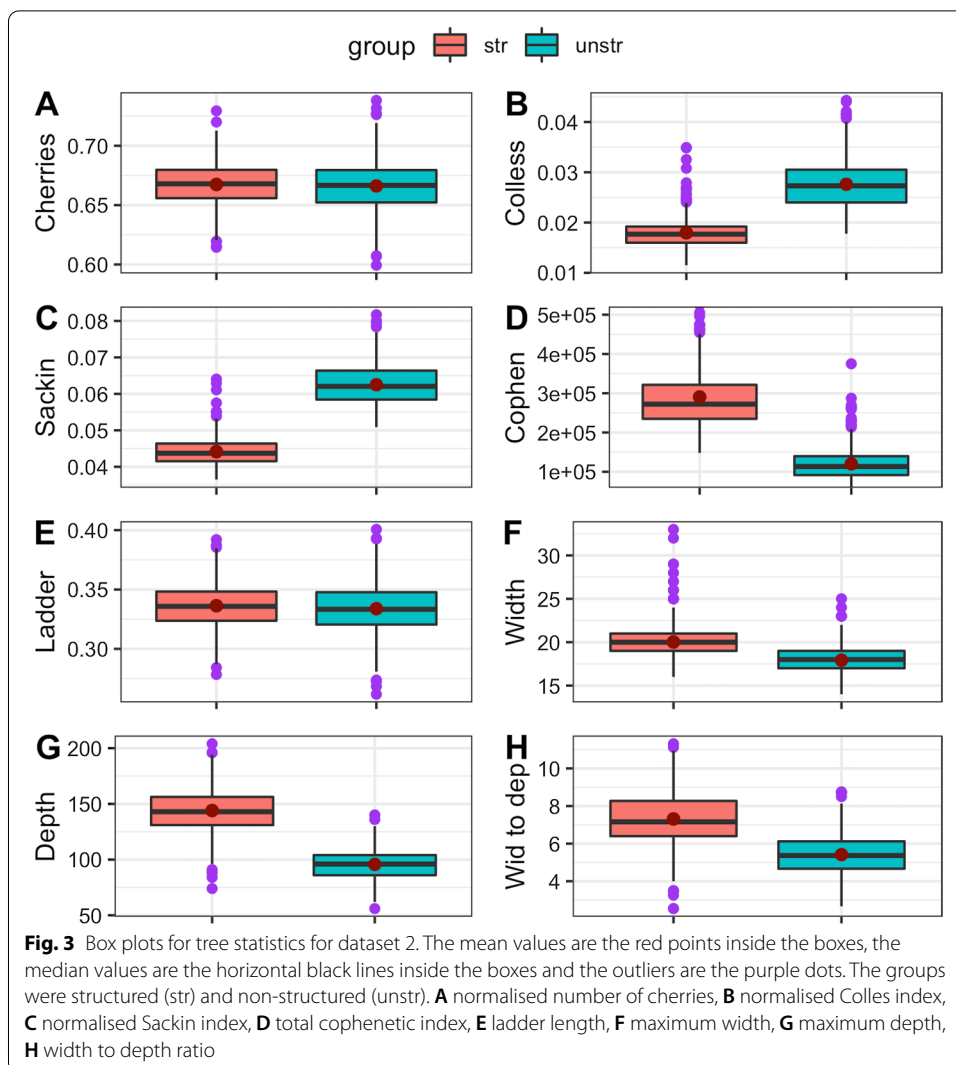 group str unstr
A
Cherries
0.70
0.65
0.60
B
Colless
0.04
0.03
0.02
0.01
C
Sackin
0.08
0.07
0.06
0.05
0.04
D
Cophen
5e+05
4e+05
3e+05
2e+05
1e+05
E
Ladder
0.40
0.35
0.30
F
Width
30
25
20
15
G
Depth
200
150
100
50
H
Wid to dep
10
8
6
4
Fig. 3 Box plots for tree statistics for dataset 2. The mean values are the red points inside the boxes, the
median values are the horizontal black lines inside the boxes and the outliers are the purple dots. The groups
were structured (str) and non-structured (unstr). A normalised number of cherries, B normalised Colles index,
C normalised Sackin index, D total cophenetic index, E ladder length, F maximum width, G maximum depth,
H width to depth ratio